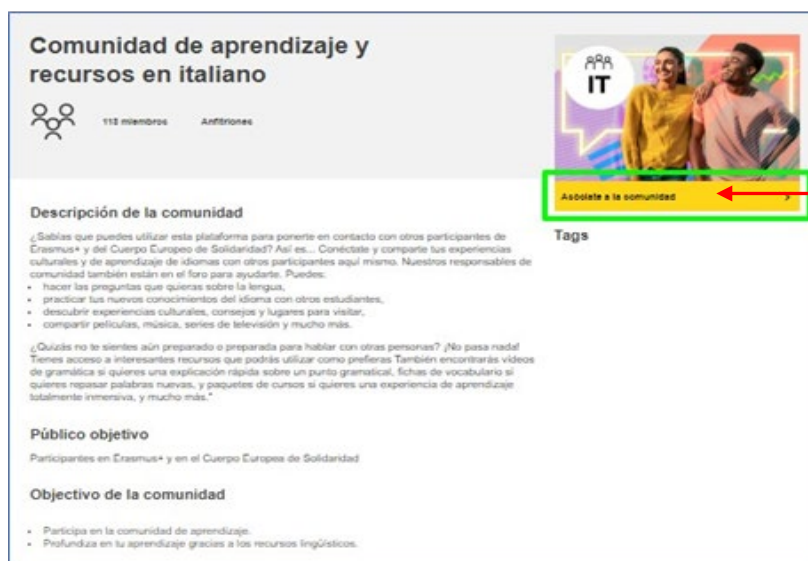 Comunidad de aprendizaje y
recursos en italiano
113 miembros Anfitriones
IT
Asóciate a la comunidad
Tags
Descripción de la comunidad
¿Sabías que puedes utilizar esta plataforma para ponerte en contacto con otros participantes de
Erasmus+ y del Cuerpo Europeo de Solidaridad? Así es... Conéctate y comparte tus experiencias
culturales y de aprendizaje de idiomas con otros participantes aquí mismo. Nuestros responsables de
comunidad también están en el foro para ayudarte. Puedes:
• hacer las preguntas que quieras sobre la lengua,
• practicar tus nuevos conocimientos del idioma con otros estudiantes,
• descubrir experiencias culturales, consejos y lugares para visitar,
• compartir películas, música, series de televisión y mucho más.
¿Quizás no te sientes aún preparado o preparada para hablar con otras personas? ¡No pasa nada!
Tienes acceso a interesantes recursos que podrás utilizar como prefieras También encontrarás vídeos
de gramática si quieres una explicación rápida sobre un punto gramatical, fichas de vocabulario si
quieres repasar palabras nuevas, y paquetes de cursos si quieres una experiencia de aprendizaje
totalmente inmersiva, y mucho más."
Público objetivo
Participantes en Erasmus+ y en el Cuerpo Europea de Solidaridad
Objectivo de la comunidad
• Participa en la comunidad de aprendizaje.
• Profundiza en tu aprendizaje gracias a los recursos lingüísticos.